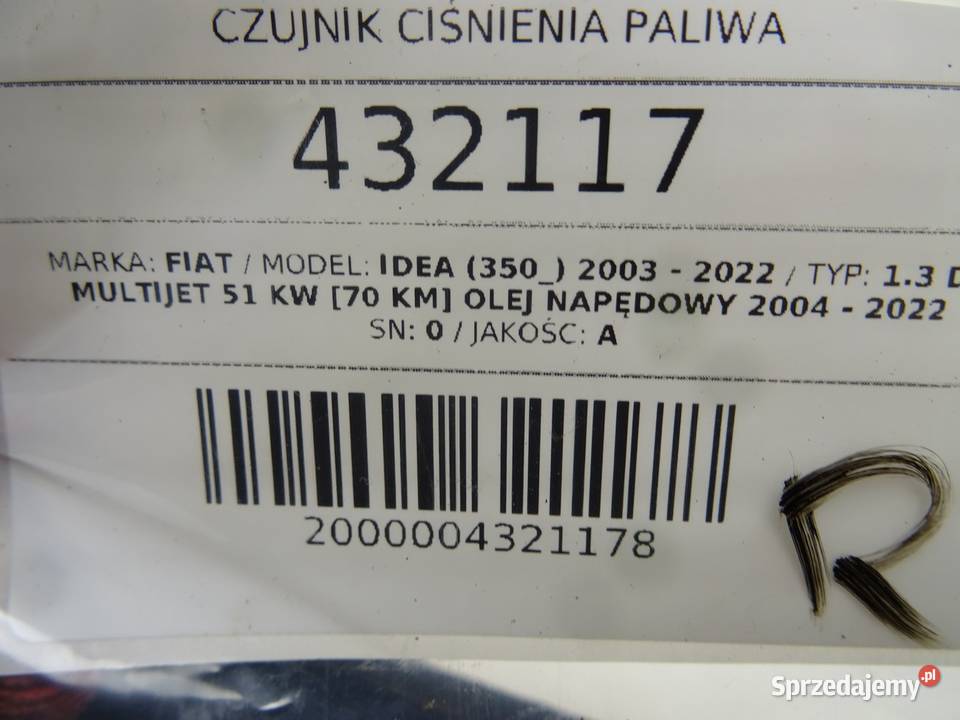 CZUJNIK CIŚNIENIA PALIWA
432117
MARKA: FIAT / MODEL: IDEA (350_) 2003 - 2022 / TYP: 1.3 D
MULTIJET 51 KW [70 KM] OLEJ NAPĘDOWY 2004 - 2022
SN: 0 / JAKOŚC: A
2000004321178
R
Sprzedajemy.pl